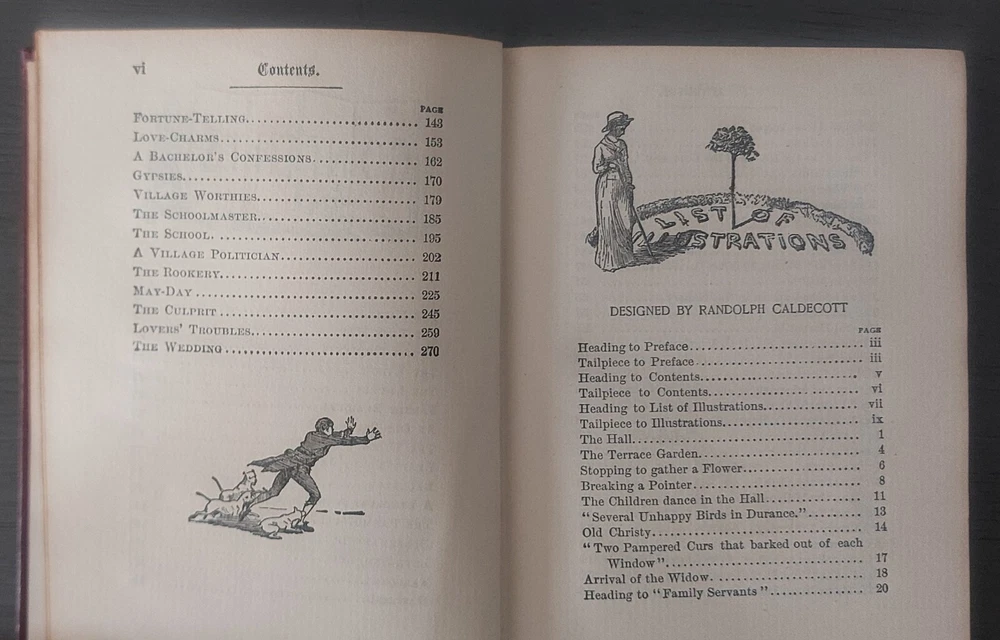 vi
Contents.
PAGE
FORTUNE-TELLING........................ 143
LOVE-CHARMS........................ 153
A BACHELOR'S CONFESSIONS........................ 162
GYPSIES........................ 170
VILLAGE WORTHIES........................ 179
THE SCHOOLMASTER........................ 185
THE SCHOOL........................ 195
A VILLAGE POLITICIAN........................ 202
THE ROOKERY........................ 211
MAY-DAY ........................ 225
THE CULPRIT ........................ 245
LOVERS' TROUBLES........................ 259
THE WEDDING ........................ 270
LIST OF
ILLUSTRATIONS
DESIGNED BY RANDOLPH CALDECOTT
PAGE
Heading to Preface........................ iii
Tailpiece to Preface........................ iii
Heading to Contents........................ v
Tailpiece to Contents........................ vi
Heading to List of Illustrations........................ vii
Tailpiece to Illustrations........................ ix
The Hall........................ 1
The Terrace Garden........................ 4
Stopping to gather a Flower........................ 6
Breaking a Pointer........................ 8
The Children dance in the Hall........................ 11
"Several Unhappy Birds in Durance."......... 13
Old Christy........................ 14
"Two Pampered Curs that barked out of each
Window"........................ 17
Arrival of the Widow........................ 18
Heading to "Family Servants"........................ 20